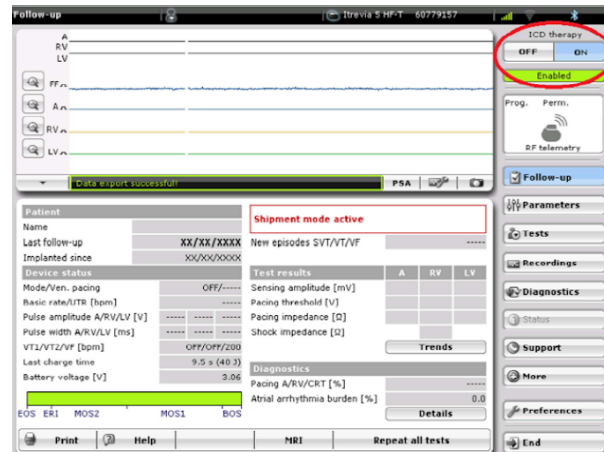 Follow-up Itrevia 5 HF-T 60779157
A
RV
LV
FF
A
RV
LV
ICD therapy
OFF ON
Enabled
Prog. Perm.
RF telemetry
Data export successful!
PSA
Follow-up
Parameters
Tests
Recordings
Diagnostics
Status
Support
More
Preferences
End
Patient
Name
Last follow-up XX/XX/XXXX
Implanted since XX/XX/XXXX
Device status
Mode/Ven. pacing OFF/-----
Basic rate/UTR [bpm] -----
Pulse amplitude A/RV/LV [V] ----- ----- -----
Pulse width A/RV/LV [ms] ----- ----- -----
VT1/VT2/VF [bpm] OFF/OFF/200
Last charge time 9.5 s (40 J)
Battery voltage [V] 3.06
EOS ERI MOS2 MOS1 BOS
Shipment mode active
New episodes SVT/VT/VF -----
Test results A RV LV
Sensing amplitude [mV]
Pacing threshold [V]
Pacing impedance [Ω]
Shock impedance [Ω]
Trends
Diagnostics
Pacing A/RV/CRT [%] -----
Atrial arrhythmia burden [%] 0.0
Details
Print Help MRI Repeat all tests